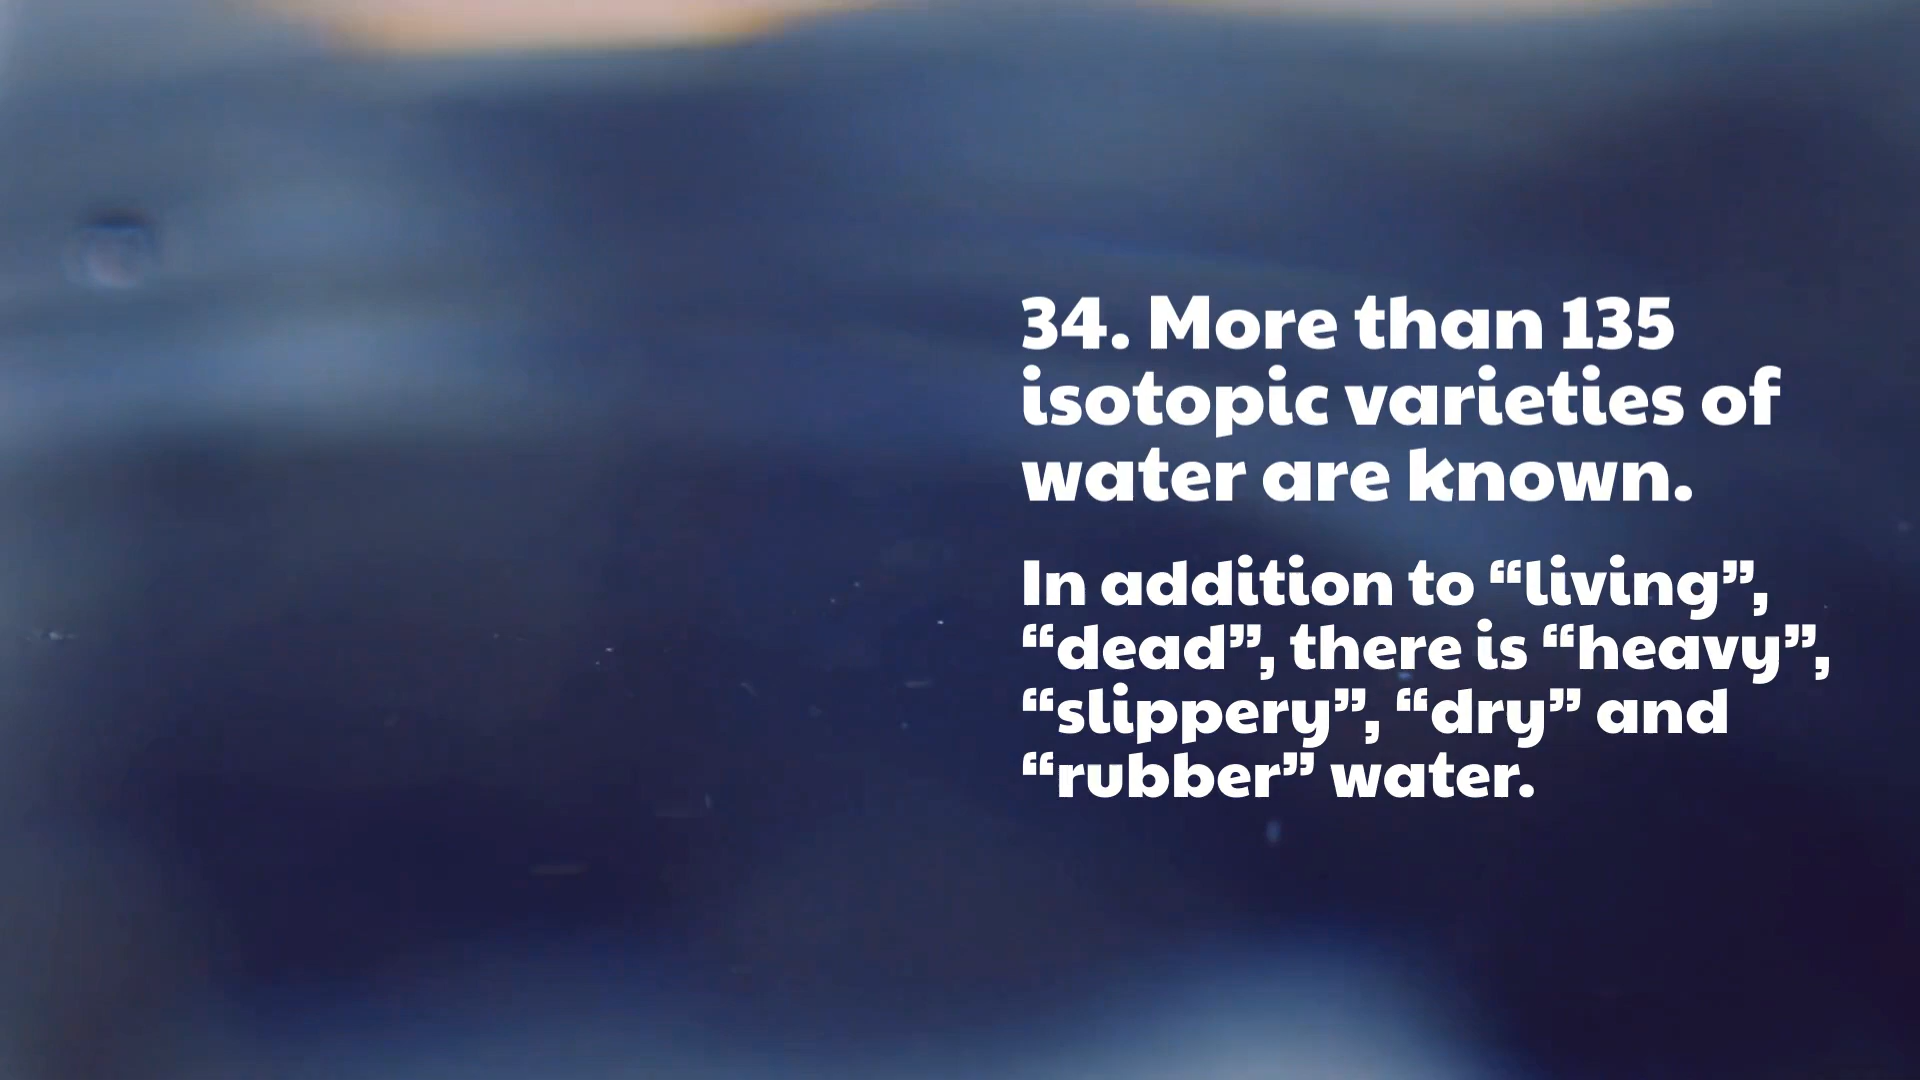 34. More than 135
isotopic varieties of
water are known.
In addition to “living”,
“dead”, there is “heavy”,
“slippery”, “dry” and
“rubber” water.